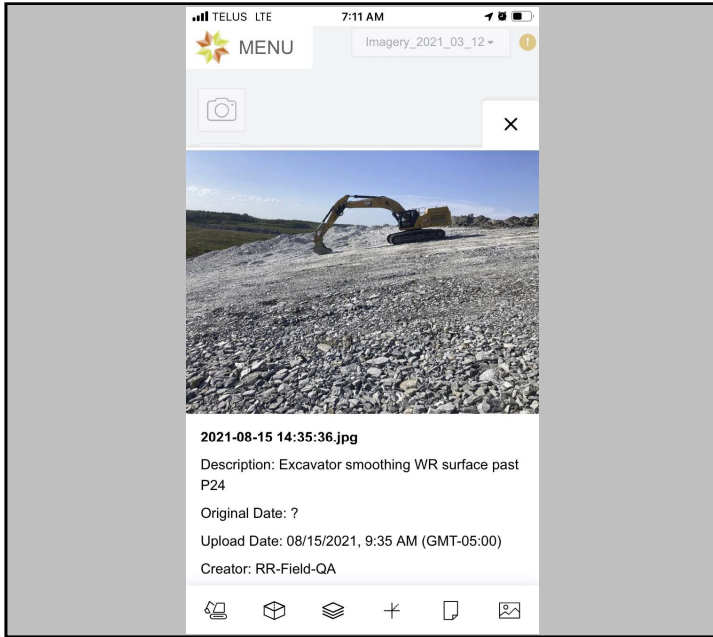 TELUS LTE 7:11 AM
MENU Imagery_2021_03_12
2021-08-15 14:35:36.jpg
Description: Excavator smoothing WR surface past
P24
Original Date: ?
Upload Date: 08/15/2021, 9:35 AM (GMT-05:00)
Creator: RR-Field-QA